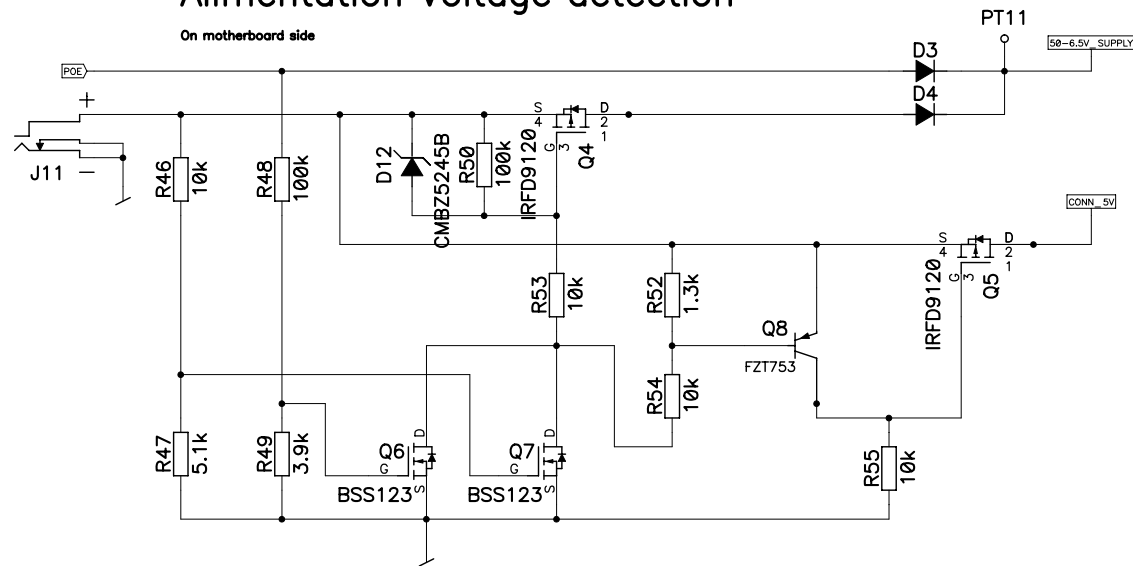 Alimentation voltage detection
On motherboard side
PT11
50-6.5V_SUPPLY
POE
D3
D4
+
S
D
4
2
1
G
3
Q4
IRFD9120
J11
−
R46
10k
R48
100k
D12
CMBZ5245B
R50
100k
CONN_5V
S
D
4
2
1
G
3
Q5
IRFD9120
R53
10k
R52
1.3k
Q8
FZT753
R54
10k
R47
5.1k
R49
3.9k
Q6
D
G
S
BSS123
Q7
D
G
S
BSS123
R55
10k